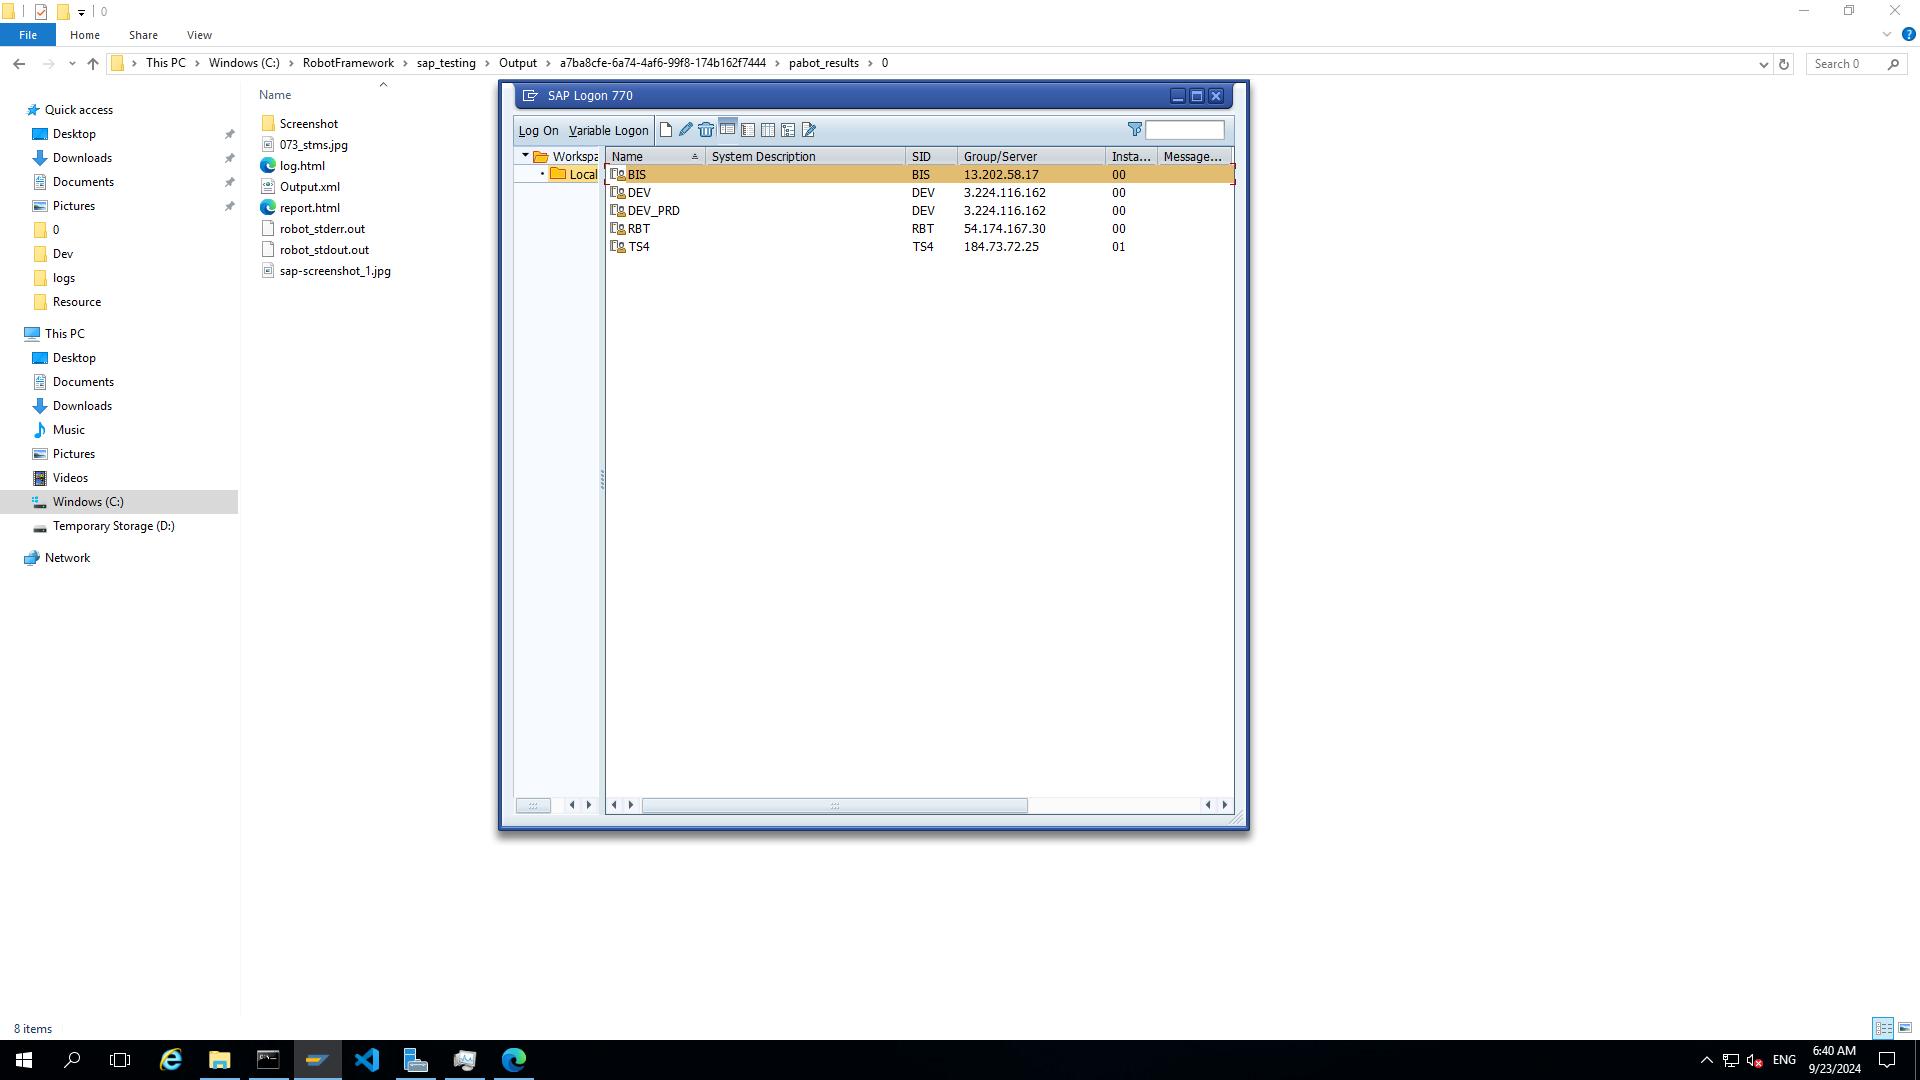 0
File Home Share View
This PC Windows (C:) RobotFramework sap_testing Output a7ba8cfe-6a74-4af6-99f8-174b162f7444 pabot_results 0
Search 0
Quick access
Desktop
Downloads
Documents
Pictures
0
Dev
logs
Resource
This PC
Desktop
Documents
Downloads
Music
Pictures
Videos
Windows (C:)
Temporary Storage (D:)
Network
Name
Screenshot
073_stms.jpg
log.html
Output.xml
report.html
robot_stderr.out
robot_stdout.out
sap-screenshot_1.jpg
SAP Logon 770
Log On Variable Logon
Workspa
Local
Name System Description SID Group/Server Insta... Message...
BIS BIS 13.202.58.17 00
DEV DEV 3.224.116.162 00
DEV_PRD DEV 3.224.116.162 00
RBT RBT 54.174.167.30 00
TS4 TS4 184.73.72.25 01
8 items
ENG
6:40 AM
9/23/2024